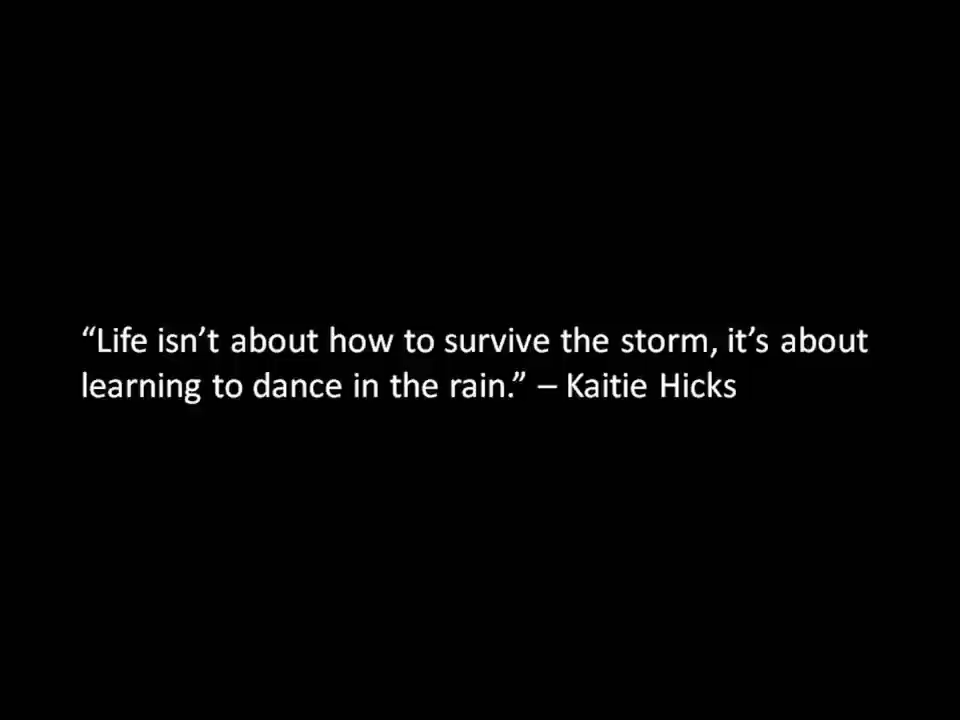 “Life isn’t about how to survive the storm, it’s about
learning to dance in the rain.” – Kaitie Hicks